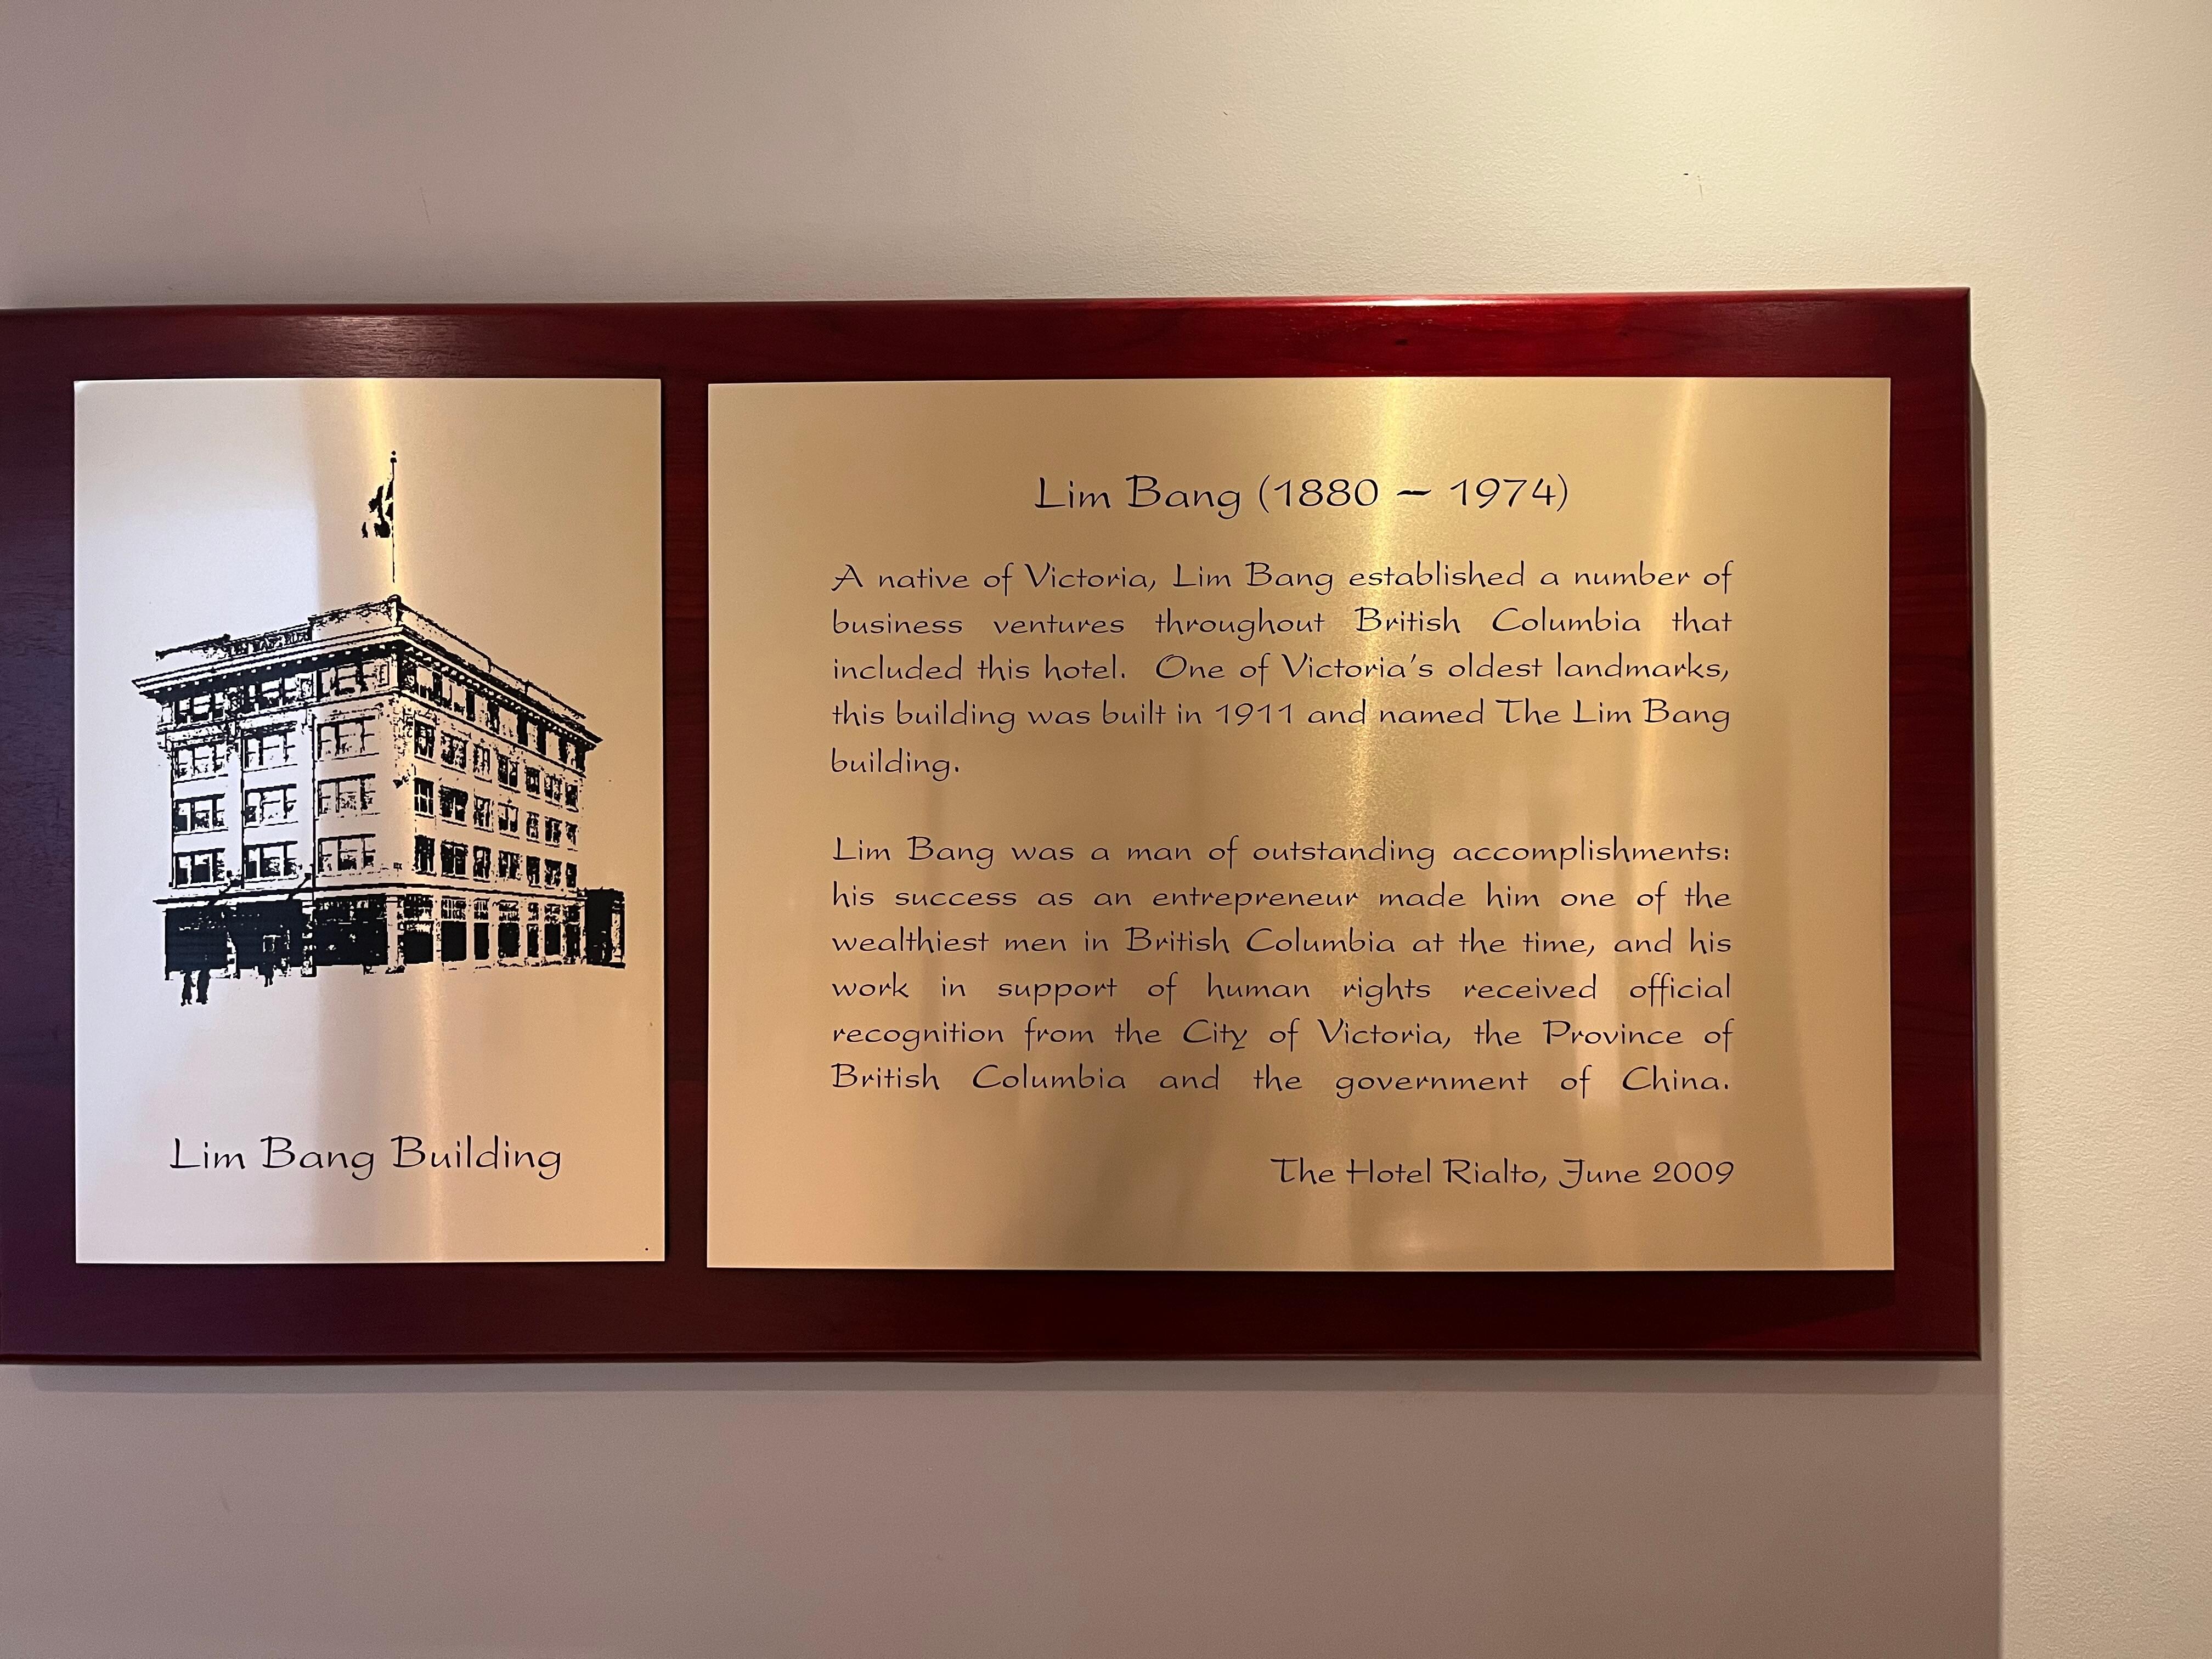 Lim Bang Building
Lim Bang (1880 – 1974)
A native of Victoria, Lim Bang established a number of
business ventures throughout British Columbia that
included this hotel. One of Victoria's oldest landmarks,
this building was built in 1911 and named The Lim Bang
building.
Lim Bang was a man of outstanding accomplishments:
his success as an entrepreneur made him one of the
wealthiest men in British Columbia at the time, and his
work in support of human rights received official
recognition from the City of Victoria, the Province of
British Columbia and the government of China.
The Hotel Rialto, June 2009